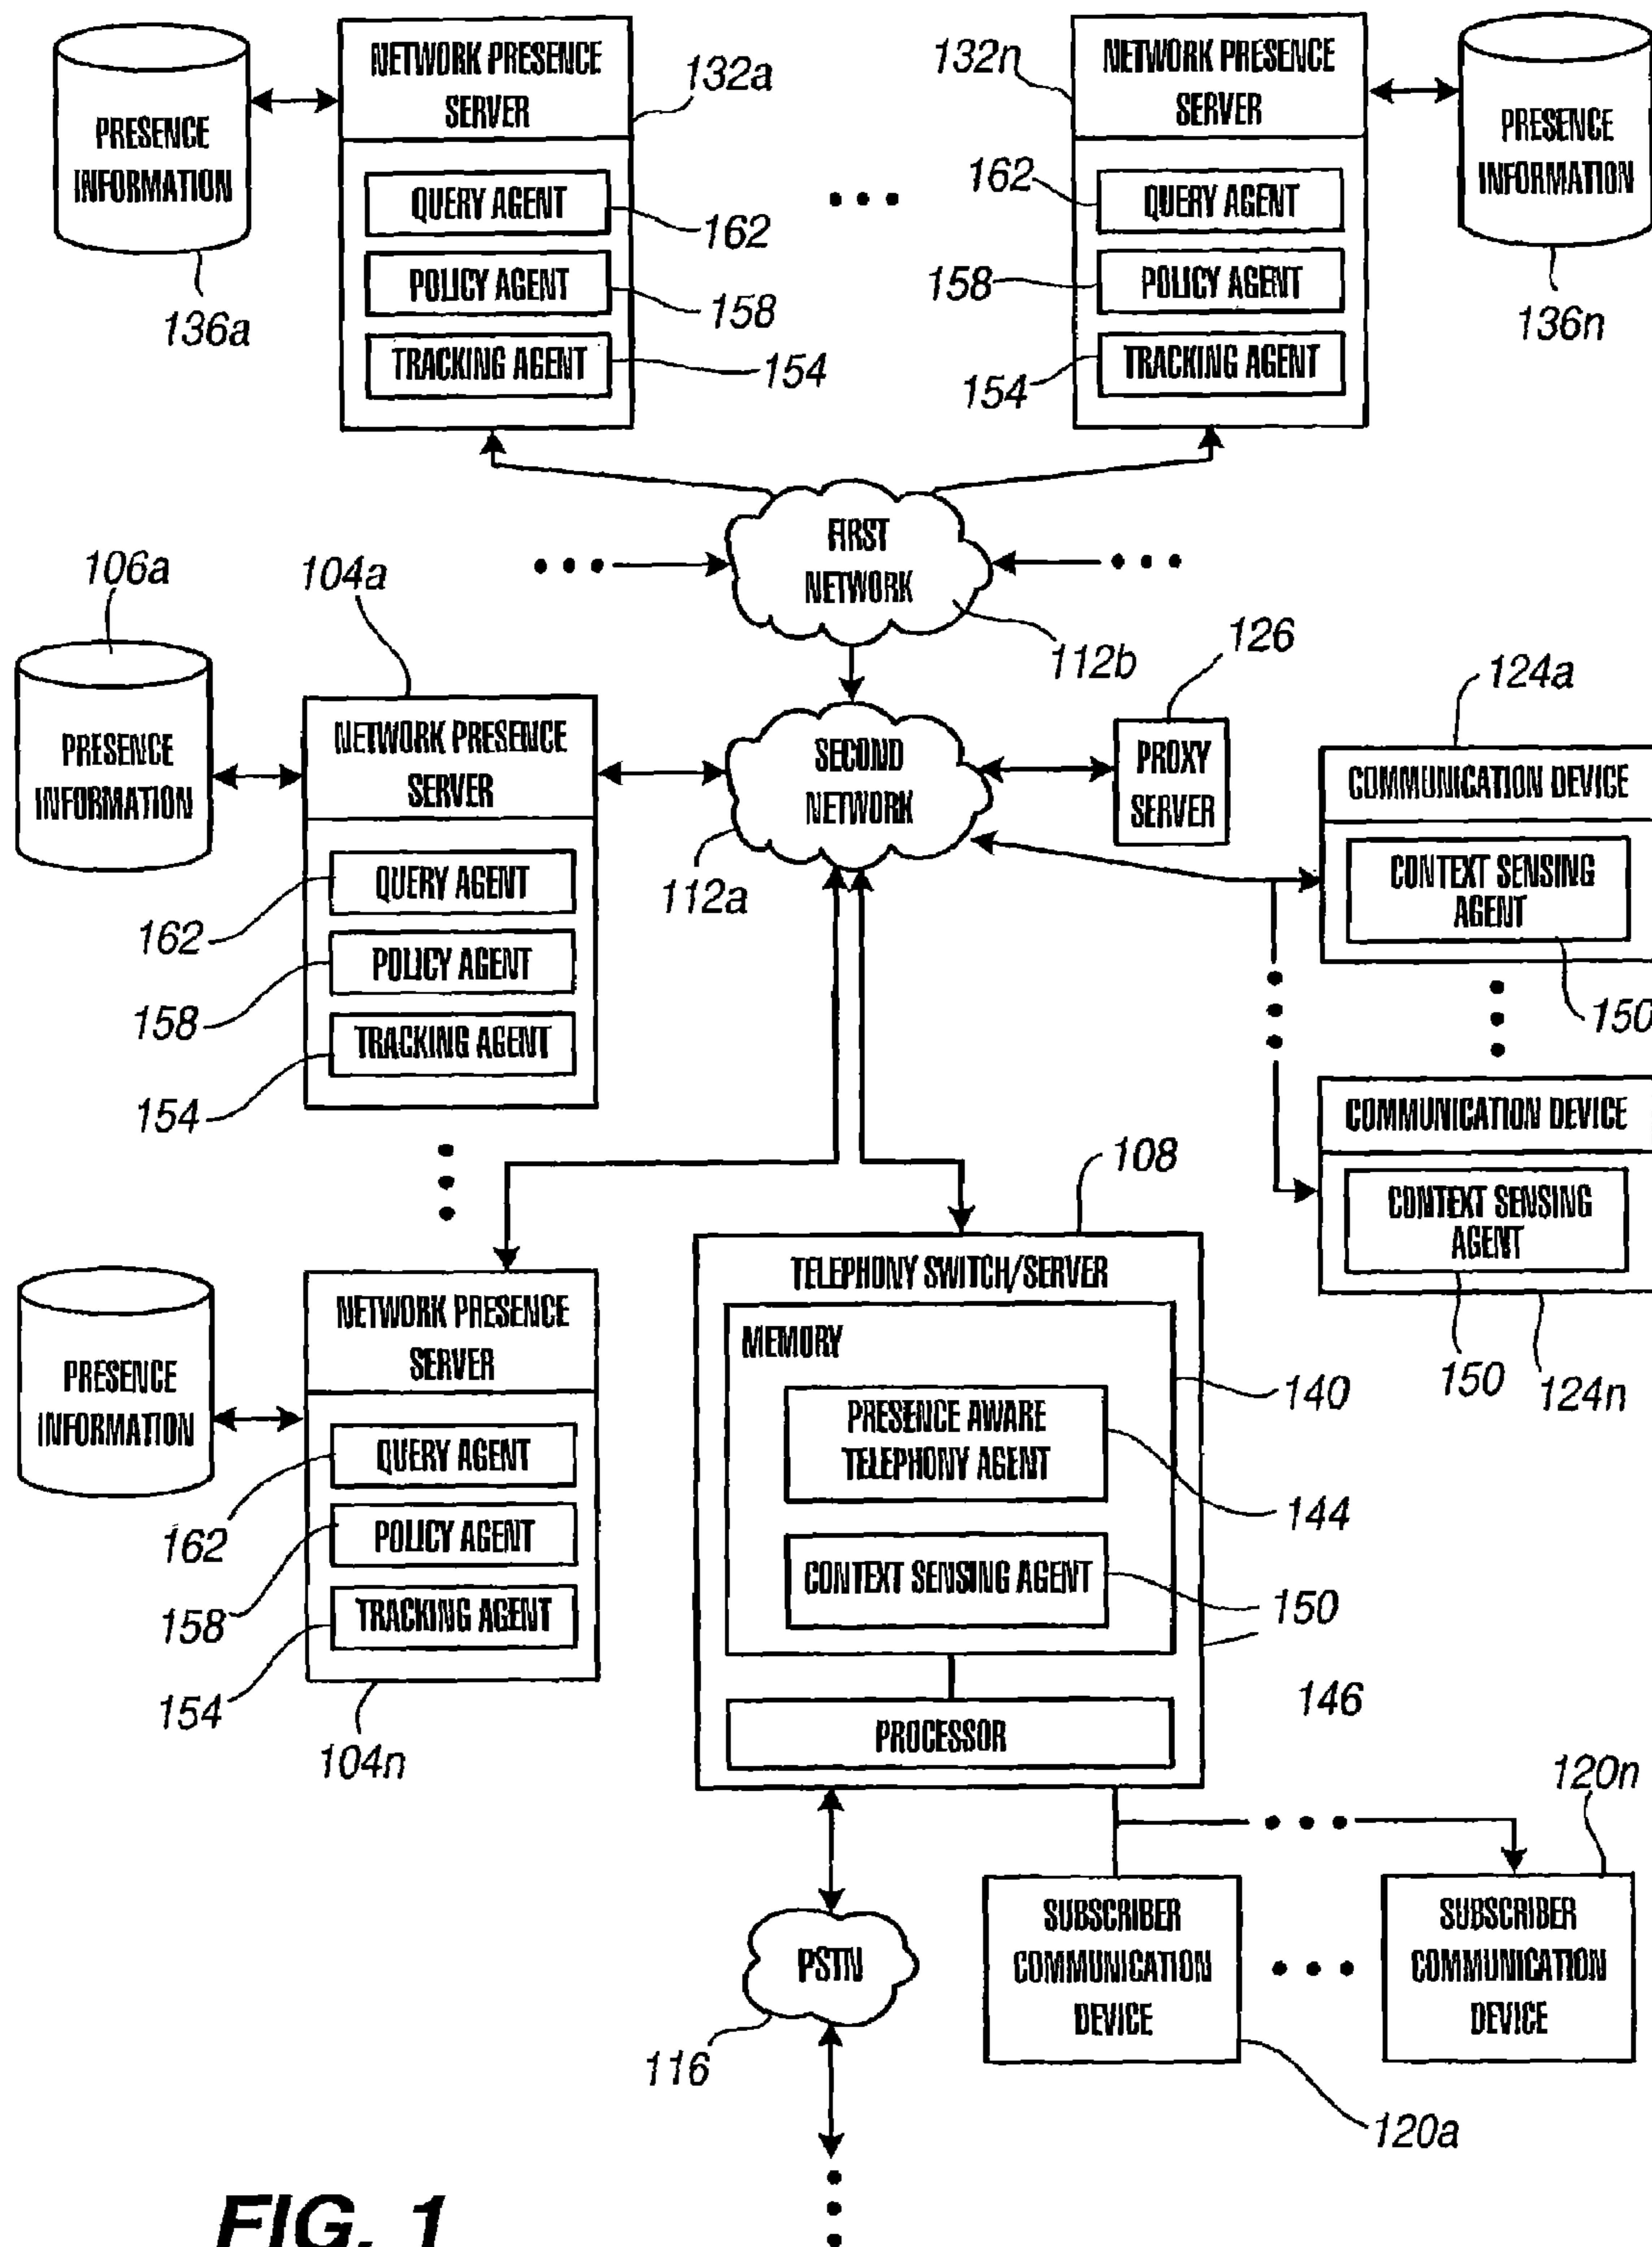 NETWORK PRESENCE
SERVER
132a
PRESENCE
INFORMATION
136a
QUERY AGENT
162
POLICY AGENT
158
TRACKING AGENT
154
132n
NETWORK PRESENCE
SERVER
PRESENCE
INFORMATION
136n
162
QUERY AGENT
158
POLICY AGENT
154
TRACKING AGENT
FIRST
NETWORK
112b
106a
PRESENCE
INFORMATION
104a
NETWORK PRESENCE
SERVER
QUERY AGENT
162
POLICY AGENT
158
TRACKING AGENT
154
SECOND
NETWORK
112a
126
PROXY
SERVER
124a
COMMUNICATION DEVICE
CONTEXT SENSING
AGENT
150
COMMUNICATION DEVICE
CONTEXT SENSING
AGENT
150
124n
PRESENCE
INFORMATION
NETWORK PRESENCE
SERVER
QUERY AGENT
162
POLICY AGENT
158
TRACKING AGENT
154
104n
108
TELEPHONY SWITCH/SERVER
MEMORY
140
PRESENCE AWARE
TELEPHONY AGENT
144
CONTEXT SENSING AGENT
150
146
PROCESSOR
PSTN
116
SUBSCRIBER
COMMUNICATION
DEVICE
120a
120n
SUBSCRIBER
COMMUNICATION
DEVICE
FIG. 1